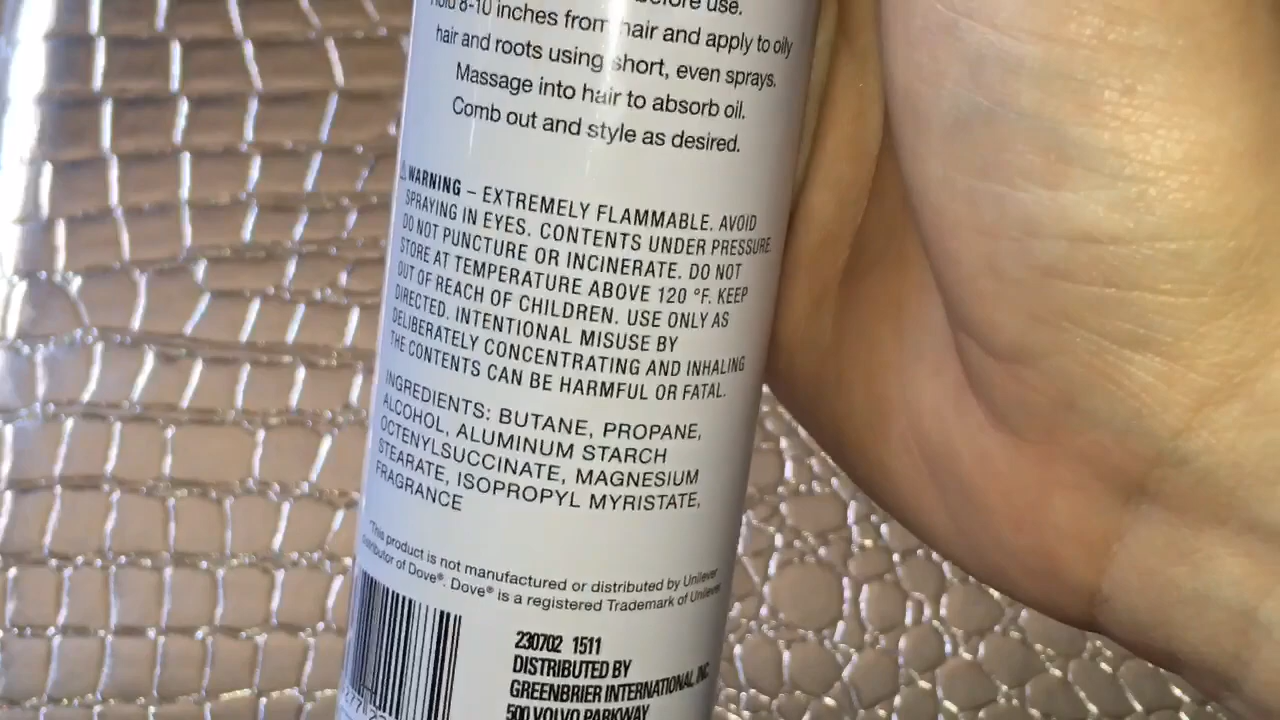 before use.
hold 8-10 inches from hair and apply to oily
hair and roots using short, even sprays.
Massage into hair to absorb oil.
Comb out and style as desired.
⚠ WARNING – EXTREMELY FLAMMABLE. AVOID
SPRAYING IN EYES. CONTENTS UNDER PRESSURE.
DO NOT PUNCTURE OR INCINERATE. DO NOT
STORE AT TEMPERATURE ABOVE 120 °F. KEEP
OUT OF REACH OF CHILDREN. USE ONLY AS
DIRECTED. INTENTIONAL MISUSE BY
DELIBERATELY CONCENTRATING AND INHALING
THE CONTENTS CAN BE HARMFUL OR FATAL.
INGREDIENTS: BUTANE, PROPANE,
ALCOHOL, ALUMINUM STARCH
OCTENYLSUCCINATE, MAGNESIUM
STEARATE, ISOPROPYL MYRISTATE,
FRAGRANCE
*This product is not manufactured or distributed by Unilever
distributor of Dove®. Dove® is a registered Trademark of Unilever
230702 1511
DISTRIBUTED BY
GREENBRIER INTERNATIONAL, INC.
500 VOLVO PARKWAY